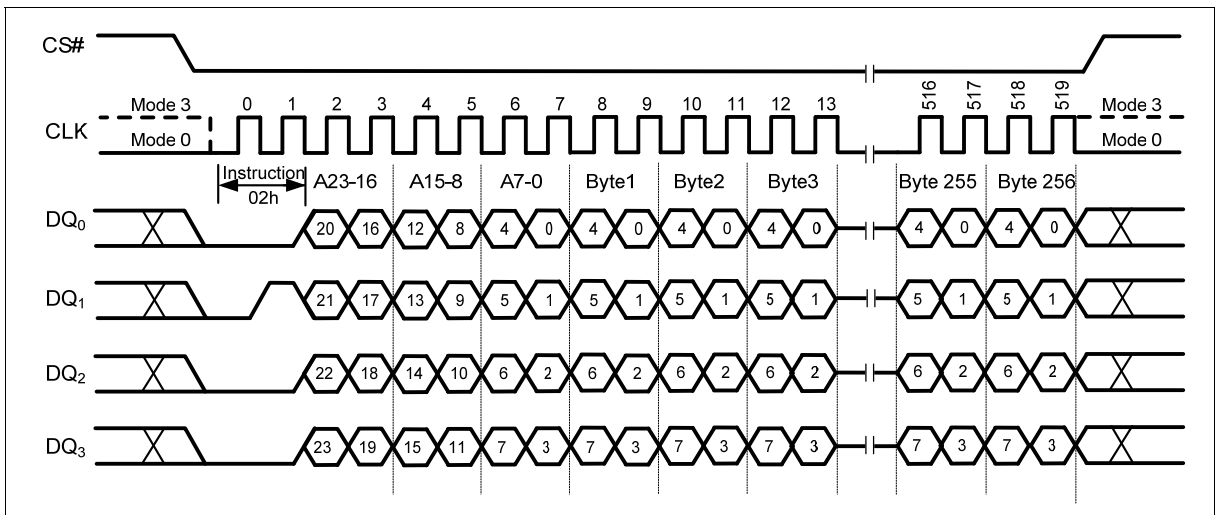 CS#
Mode 3 0 1 2 3 4 5 6 7 8 9 10 11 12 13 516 517 518 519 Mode 3
CLK
Mode 0 Mode 0
Instruction A23-16 A15-8 A7-0 Byte1 Byte2 Byte3 Byte 255 Byte 256
02h
DQ0 20 16 12 8 4 0 4 0 4 0 4 0 4 0 4 0
DQ1 21 17 13 9 5 1 5 1 5 1 5 1 5 1 5 1
DQ2 22 18 14 10 6 2 6 2 6 2 6 2 6 2 6 2
DQ3 23 19 15 11 7 3 7 3 7 3 7 3 7 3 7 3